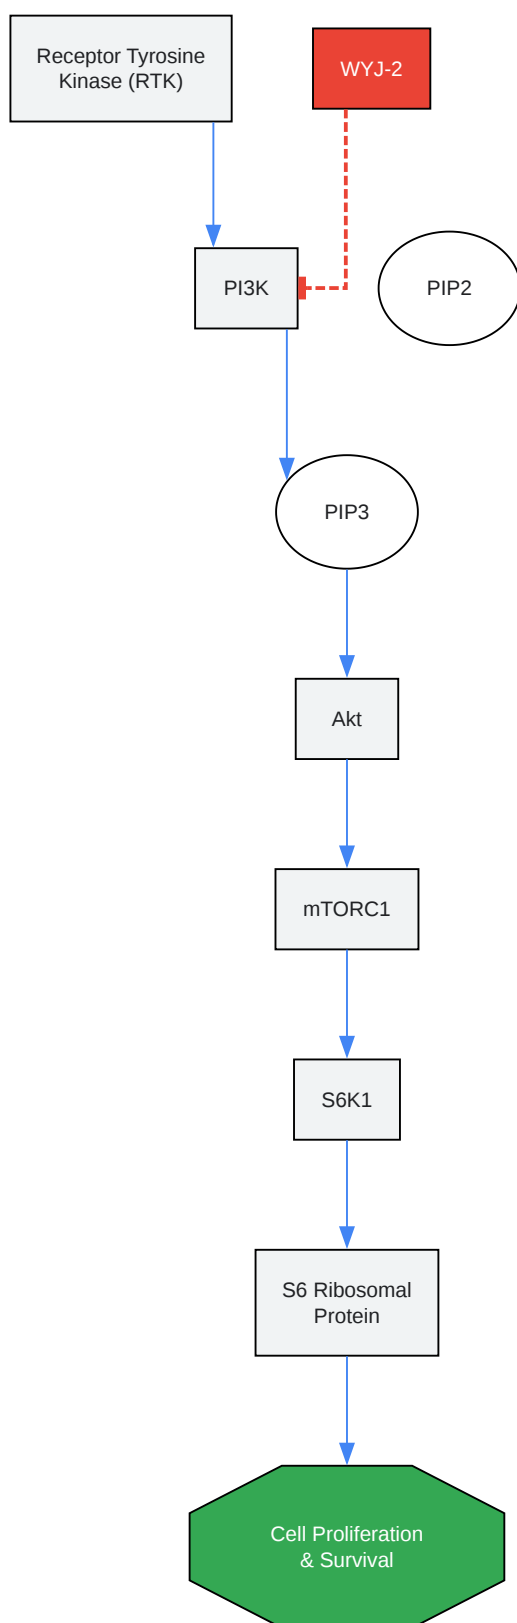 Receptor Tyrosine
Kinase (RTK)
WYJ-2
PI3K
PIP2
PIP3
Akt
mTORC1
S6K1
S6 Ribosomal
Protein
Cell Proliferation
& Survival